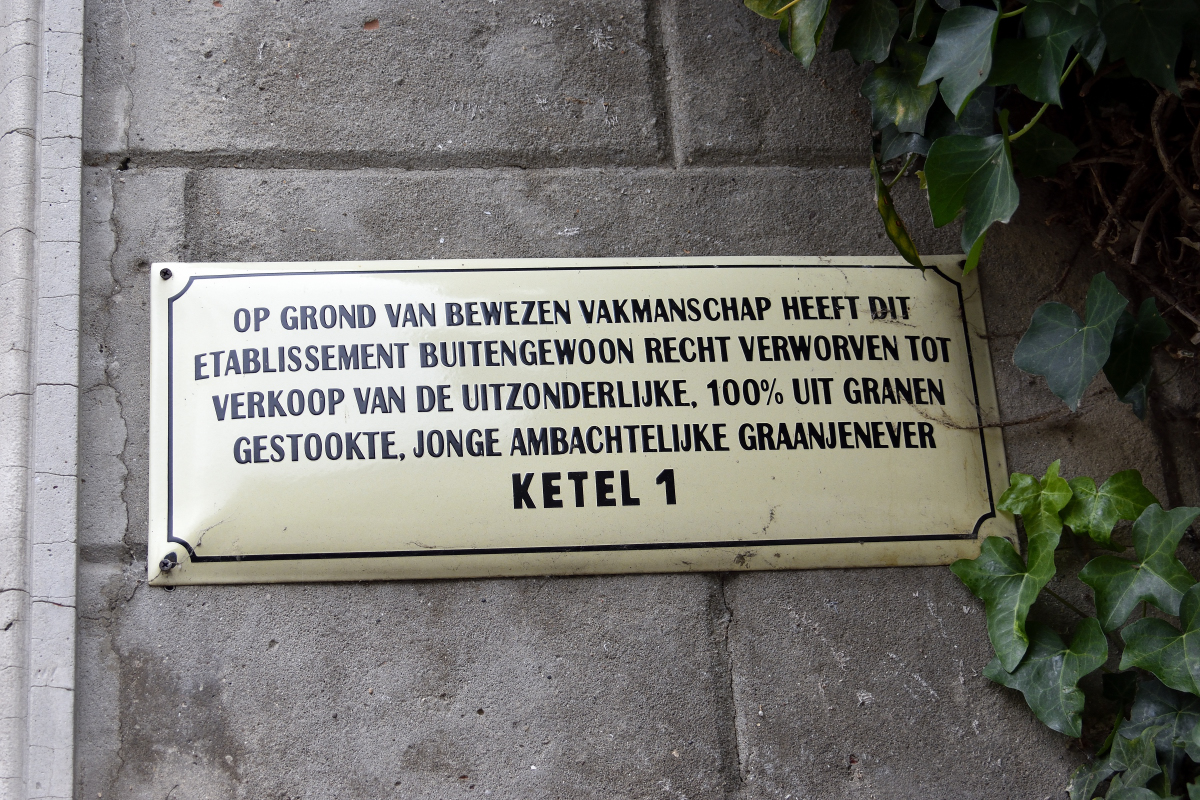 OP GROND VAN BEWEZEN VAKMANSCHAP HEEFT DIT
ETABLISSEMENT BUITENGEWOON RECHT VERWORVEN TOT
VERKOOP VAN DE UITZONDERLIJKE, 100% UIT GRANEN
GESTOOKTE, JONGE AMBACHTELIJKE GRAANJENEVER
KETEL 1